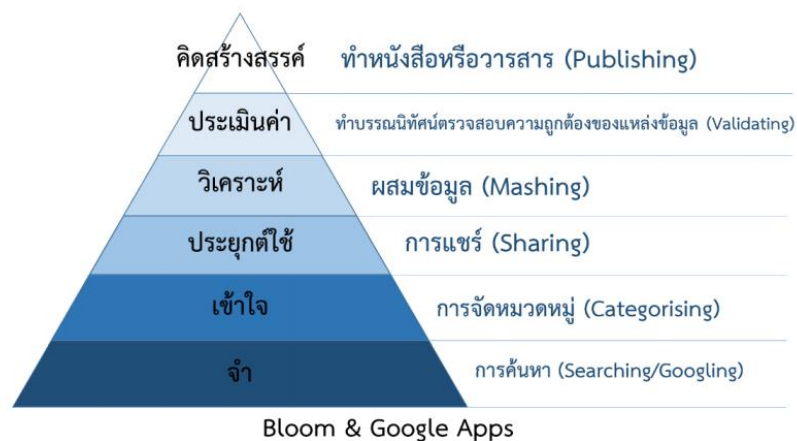 คิดสร้างสรรค์ ทำหนังสือหรือวารสาร (Publishing)
ประเมินค่า ทำบรรณนิทัศน์ตรวจสอบความถูกต้องของแหล่งข้อมูล (Validating)
วิเคราะห์ ผสมข้อมูล (Mashing)
ประยุกต์ใช้ การแชร์ (Sharing)
เข้าใจ การจัดหมวดหมู่ (Categorising)
จำ การค้นหา (Searching/Googling)
Bloom & Google Apps